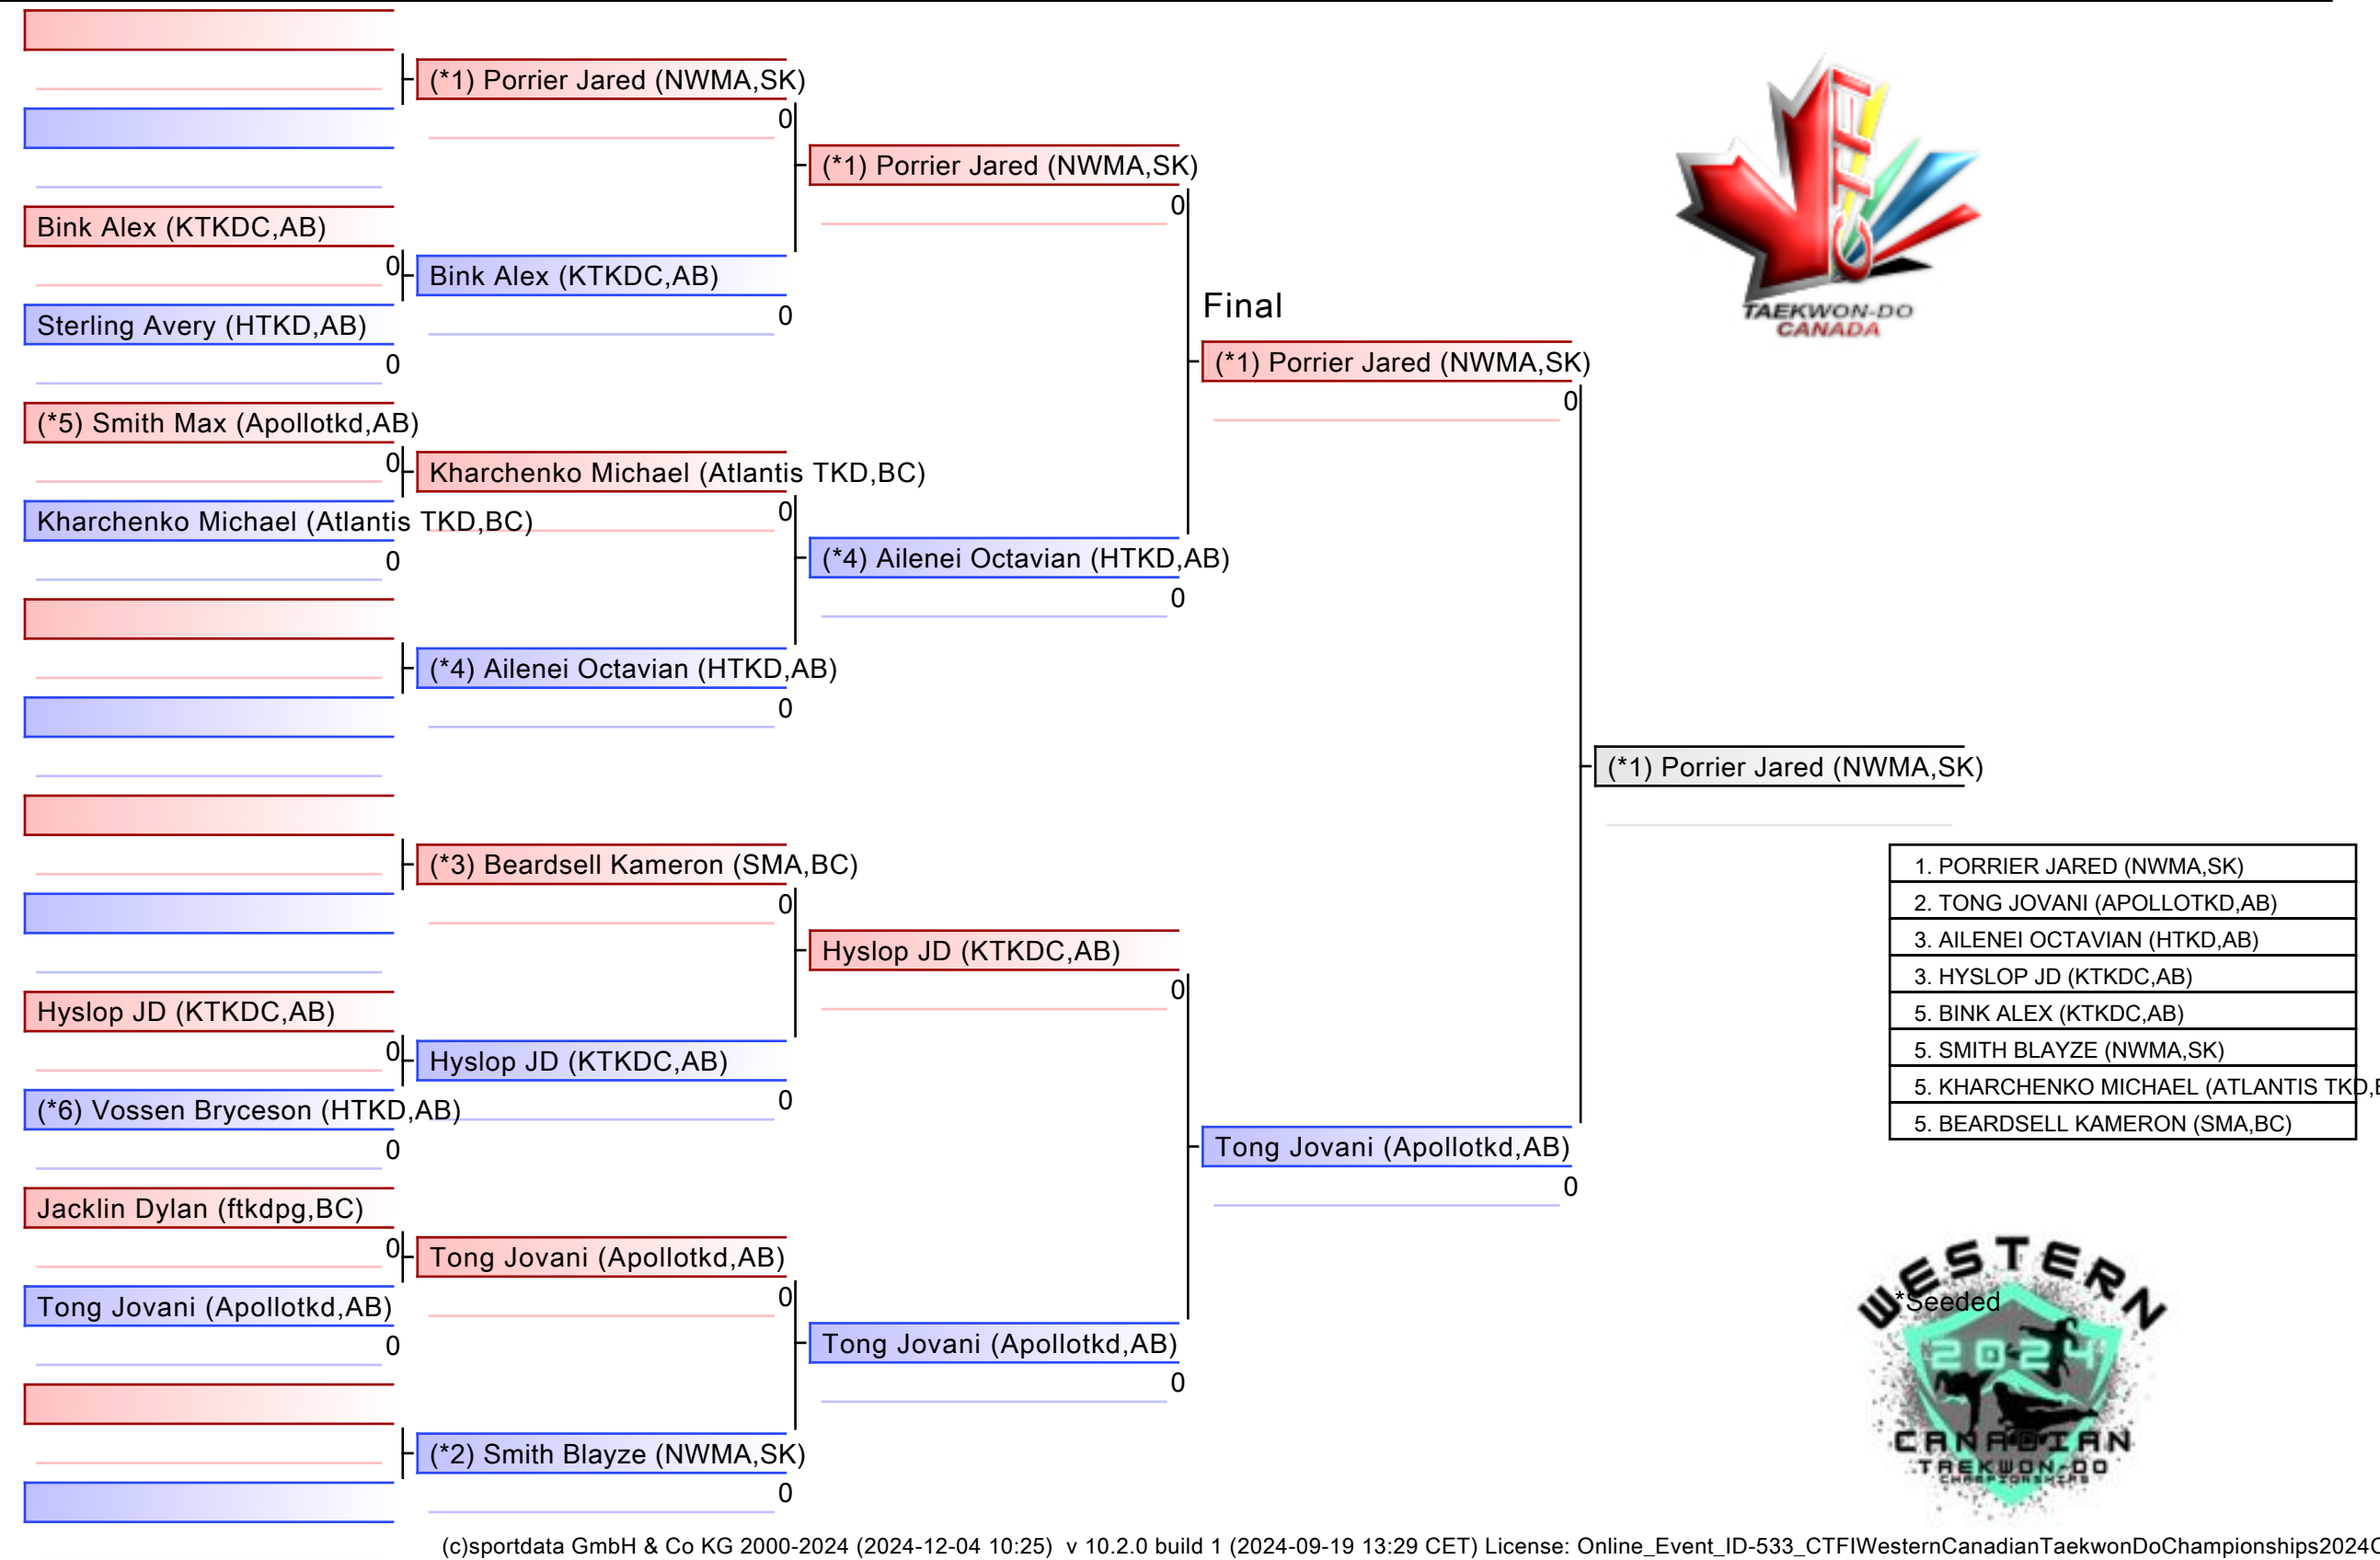 (*1) Porrier Jared (NWMA,SK)
0
Bink Alex (KTKDC,AB)
0
Sterling Avery (HTKD,AB)
0
Bink Alex (KTKDC,AB)
0
(*1) Porrier Jared (NWMA,SK)
0
(*5) Smith Max (Apollotkd,AB)
0
Kharchenko Michael (Atlantis TKD,BC)
0
Kharchenko Michael (Atlantis TKD,BC)
0
(*4) Ailenei Octavian (HTKD,AB)
0
(*4) Ailenei Octavian (HTKD,AB)
0
Final
(*1) Porrier Jared (NWMA,SK)
0
(*3) Beardsell Kameron (SMA,BC)
0
Hyslop JD (KTKDC,AB)
0
(*6) Vossen Bryceson (HTKD,AB)
0
Hyslop JD (KTKDC,AB)
0
Hyslop JD (KTKDC,AB)
0
Jacklin Dylan (ftkdpg,BC)
0
Tong Jovani (Apollotkd,AB)
0
Tong Jovani (Apollotkd,AB)
0
(*2) Smith Blayze (NWMA,SK)
0
Tong Jovani (Apollotkd,AB)
0
Tong Jovani (Apollotkd,AB)
0
(*1) Porrier Jared (NWMA,SK)
CTFI
TAEKWON-DO
CANADA
1. PORRIER JARED (NWMA,SK)
2. TONG JOVANI (APOLLOTKD,AB)
3. AILENEI OCTAVIAN (HTKD,AB)
3. HYSLOP JD (KTKDC,AB)
5. BINK ALEX (KTKDC,AB)
5. SMITH BLAYZE (NWMA,SK)
5. KHARCHENKO MICHAEL (ATLANTIS TKD,
5. BEARDSELL KAMERON (SMA,BC)
WESTERN
*Seeded
2024
CANADIAN
TAEKWON-DO
CHAMPIONSHIPS
(c)sportdata GmbH & Co KG 2000-2024 (2024-12-04 10:25) v 10.2.0 build 1 (2024-09-19 13:29 CET) License: Online_Event_ID-533_CTFIWesternCanadianTaekwonDoChampionships2024